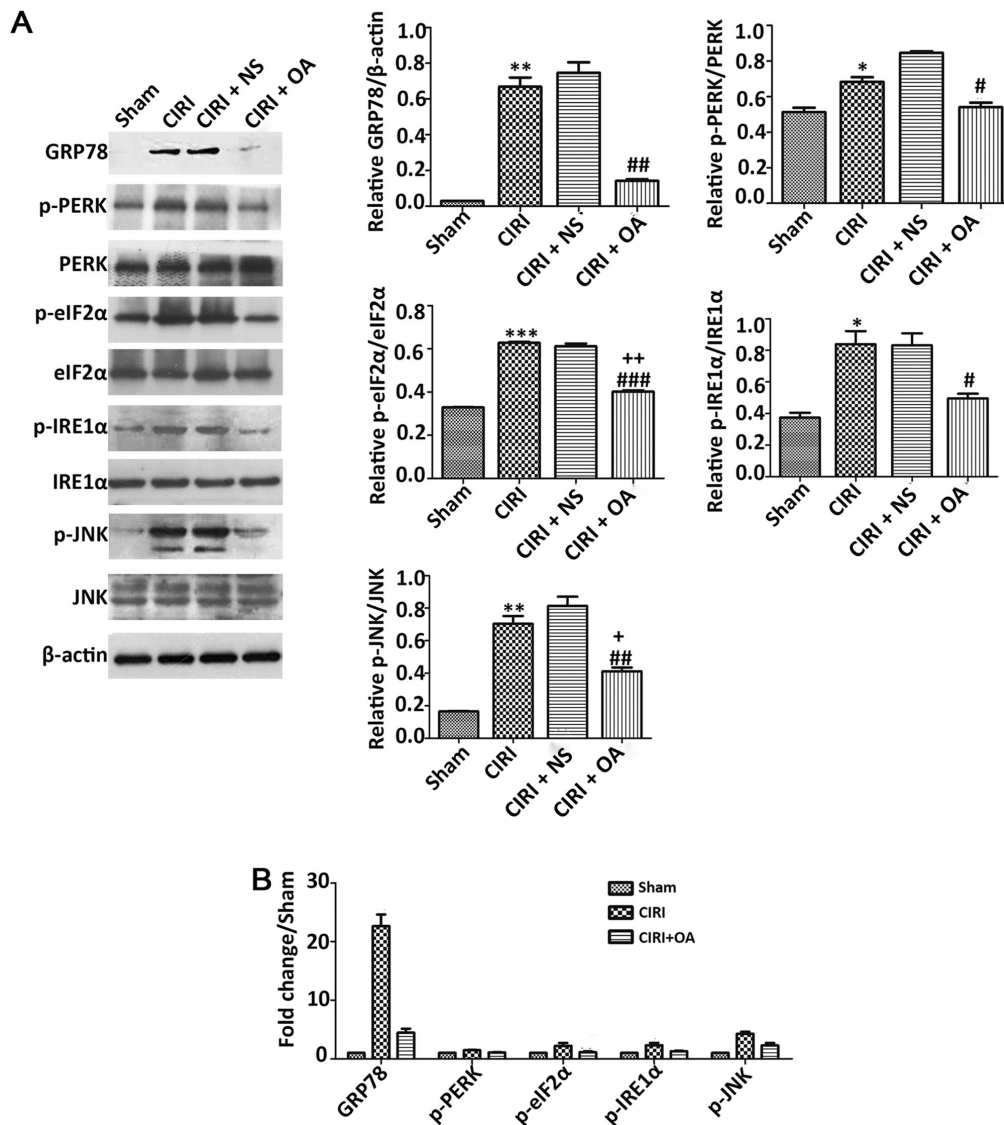 A
Sham
CIRI
CIRI + NS
CIRI + OA
GRP78
p-PERK
PERK
p-eIF2α
eIF2α
p-IRE1α
IRE1α
p-JNK
JNK
β-actin
Relative GRP78/β-actin
1.0
0.8
0.6
0.4
0.2
0.0
**
##
Sham
CIRI
CIRI + NS
CIRI + OA
Relative p-PERK/PERK
1.0
0.8
0.6
0.4
0.2
0.0
*
#
Sham
CIRI
CIRI + NS
CIRI + OA
Relative p-eIF2α/eIF2α
0.8
0.6
0.4
0.2
0.0
***
++
###
Sham
CIRI
CIRI + NS
CIRI + OA
Relative p-IRE1α/IRE1α
1.0
0.8
0.6
0.4
0.2
0.0
*
#
Sham
CIRI
CIRI + NS
CIRI + OA
Relative p-JNK/JNK
1.0
0.8
0.6
0.4
0.2
0.0
**
+
##
Sham
CIRI
CIRI + NS
CIRI + OA
B
Fold change/Sham
30
20
10
0
Sham
CIRI
CIRI+OA
GRP78
p-PERK
p-eIF2α
p-IRE1α
p-JNK